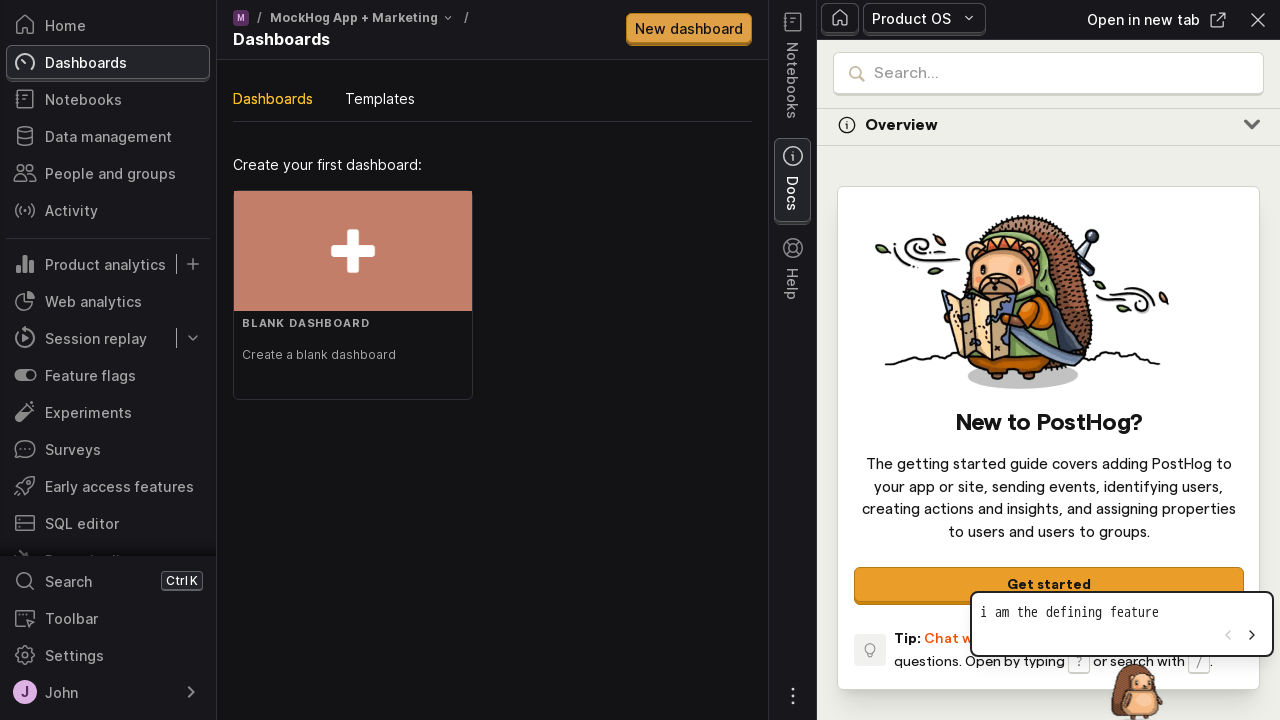 Home
Dashboards
Notebooks
Data management
People and groups
Activity
Product analytics
Web analytics
Session replay
Feature flags
Experiments
Surveys
Early access features
SQL editor
Search
Ctrl K
Toolbar
Settings
J John
M / MockHog App + Marketing /
Dashboards
New dashboard
Dashboards Templates
Create your first dashboard:
BLANK DASHBOARD
Create a blank dashboard
Notebooks
Docs
Help
Product OS
Open in new tab
Search...
Overview
New to PostHog?
The getting started guide covers adding PostHog to
your app or site, sending events, identifying users,
creating actions and insights, and assigning properties
to users and users to groups.
Get started
i am the defining feature
Tip: Chat
questions. Open by typing ? or search with / .